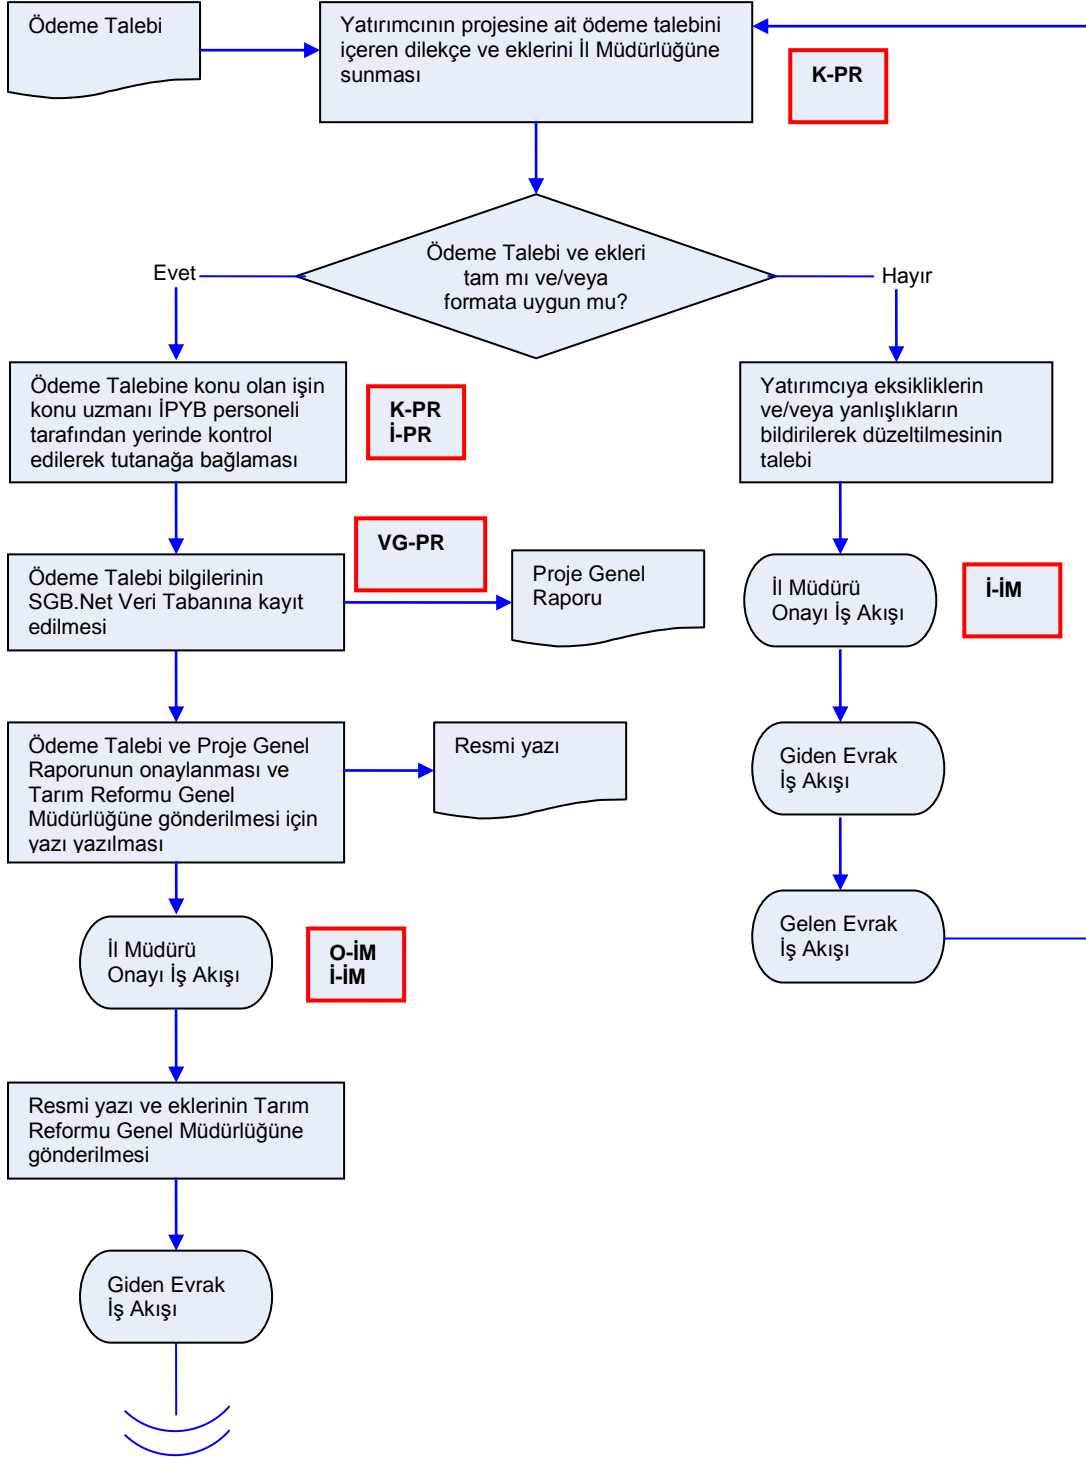 Ödeme Talebi
Yatırımcının projesine ait ödeme talebini
içeren dilekçe ve eklerini İl Müdürlüğüne
sunması
K-PR
Ödeme Talebi ve ekleri
tam mı ve/veya
formata uygun mu?
Evet
Hayır
Ödeme Talebine konu olan işin
konu uzmanı İPYB personeli
tarafından yerinde kontrol
edilerek tutanağa bağlaması
K-PR
İ-PR
Yatırımcıya eksikliklerin
ve/veya yanlışlıkların
bildirilerek düzeltilmesinin
talebi
VG-PR
Ödeme Talebi bilgilerinin
SGB.Net Veri Tabanına kayıt
edilmesi
Proje Genel
Raporu
İl Müdürü
Onayı İş Akışı
İ-İM
Ödeme Talebi ve Proje Genel
Raporunun onaylanması ve
Tarım Reformu Genel
Müdürlüğüne gönderilmesi için
yazı yazılması
Resmi yazı
Giden Evrak
İş Akışı
Gelen Evrak
İş Akışı
İl Müdürü
Onayı İş Akışı
O-İM
İ-İM
Resmi yazı ve eklerinin Tarım
Reformu Genel Müdürlüğüne
gönderilmesi
Giden Evrak
İş Akışı